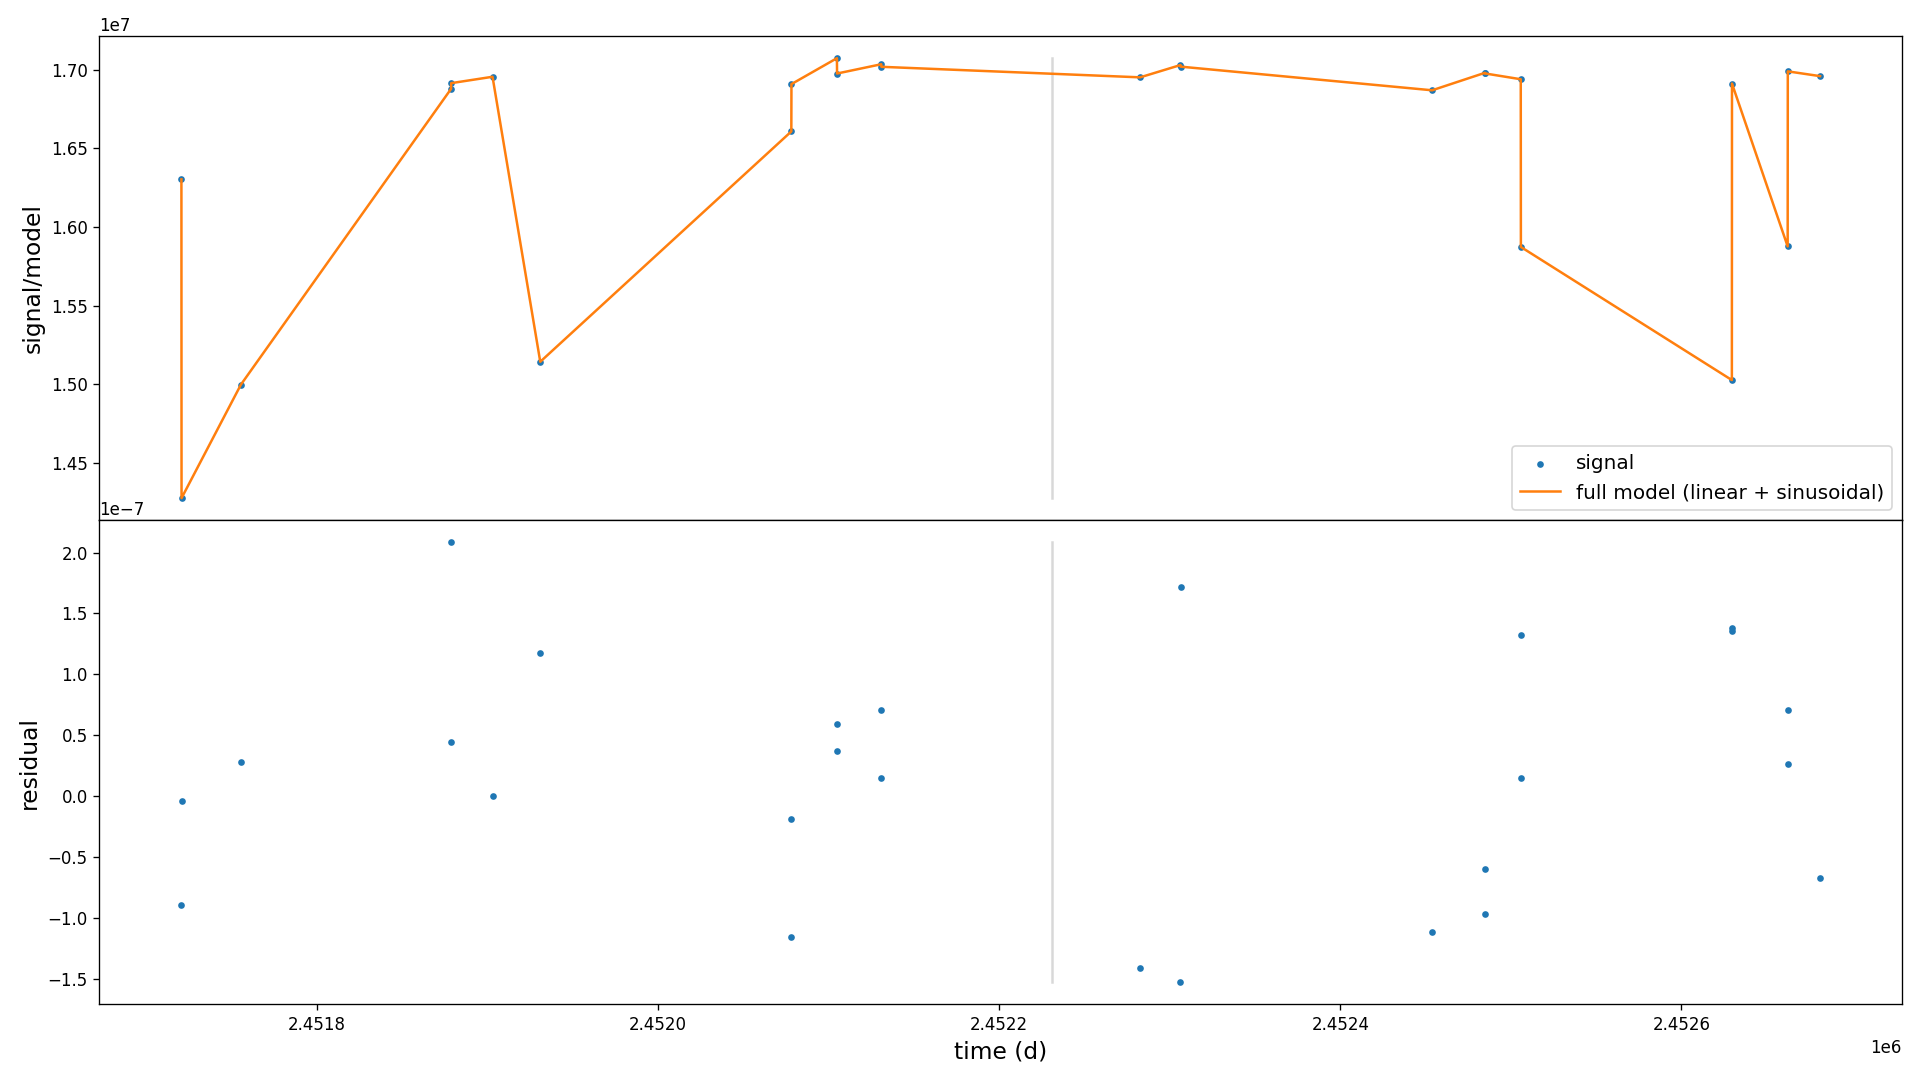 1e7
1.70
1.65
1.60
1.55
1.50
1.45
signal/model
signal
full model (linear + sinusoidal)
1e−7
2.0
1.5
1.0
0.5
0.0
−0.5
−1.0
−1.5
residual
2.4518
2.4520
2.4522
2.4524
2.4526
1e6
time (d)